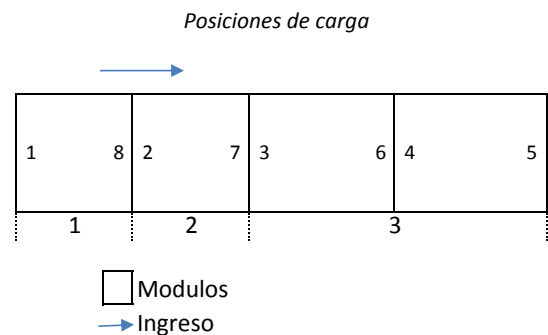 Posiciones de carga
1 8 2 7 3 6 4 5
1 2 3
Modulos
Ingreso